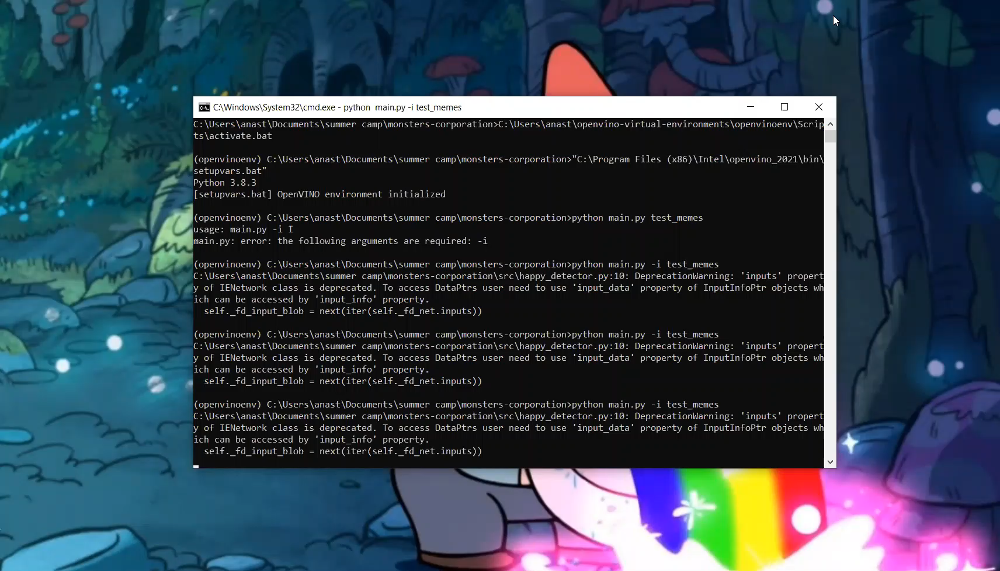 C:\Windows\System32\cmd.exe - python  main.py -i test_memes
C:\Users\anast\Documents\summer camp\monsters-corporation>C:\Users\anast\openvino-virtual-environments\openvinoenv\Scrip
ts\activate.bat
(openvinoenv) C:\Users\anast\Documents\summer camp\monsters-corporation>"C:\Program Files (x86)\Intel\openvino_2021\bin\
setupvars.bat"
Python 3.8.3
[setupvars.bat] OpenVINO environment initialized
(openvinoenv) C:\Users\anast\Documents\summer camp\monsters-corporation>python main.py test_memes
usage: main.py -i I
main.py: error: the following arguments are required: -i
(openvinoenv) C:\Users\anast\Documents\summer camp\monsters-corporation>python main.py -i test_memes
C:\Users\anast\Documents\summer camp\monsters-corporation\src\happy_detector.py:10: DeprecationWarning: 'inputs' propert
y of IENetwork class is deprecated. To access DataPtrs user need to use 'input_data' property of InputInfoPtr objects wh
ich can be accessed by 'input_info' property.
  self._fd_input_blob = next(iter(self._fd_net.inputs))
(openvinoenv) C:\Users\anast\Documents\summer camp\monsters-corporation>python main.py -i test_memes
C:\Users\anast\Documents\summer camp\monsters-corporation\src\happy_detector.py:10: DeprecationWarning: 'inputs' propert
y of IENetwork class is deprecated. To access DataPtrs user need to use 'input_data' property of InputInfoPtr objects wh
ich can be accessed by 'input_info' property.
  self._fd_input_blob = next(iter(self._fd_net.inputs))
(openvinoenv) C:\Users\anast\Documents\summer camp\monsters-corporation>python main.py -i test_memes
C:\Users\anast\Documents\summer camp\monsters-corporation\src\happy_detector.py:10: DeprecationWarning: 'inputs' propert
y of IENetwork class is deprecated. To access DataPtrs user need to use 'input_data' property of InputInfoPtr objects wh
ich can be accessed by 'input_info' property.
  self._fd_input_blob = next(iter(self._fd_net.inputs))